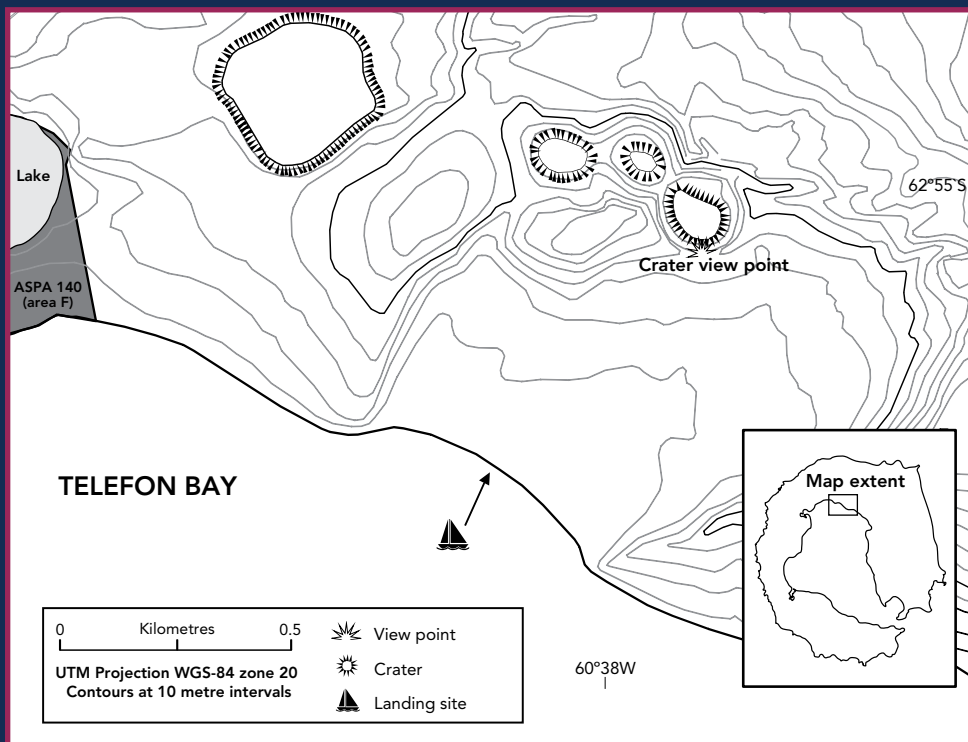 Lake
62°55`S
Crater view point
ASPA 140
(area F)
TELEFON BAY
Map extent
0 Kilometres 0.5
UTM Projection WGS-84 zone 20
Contours at 10 metre intervals
View point
Crater
Landing site
60°38W